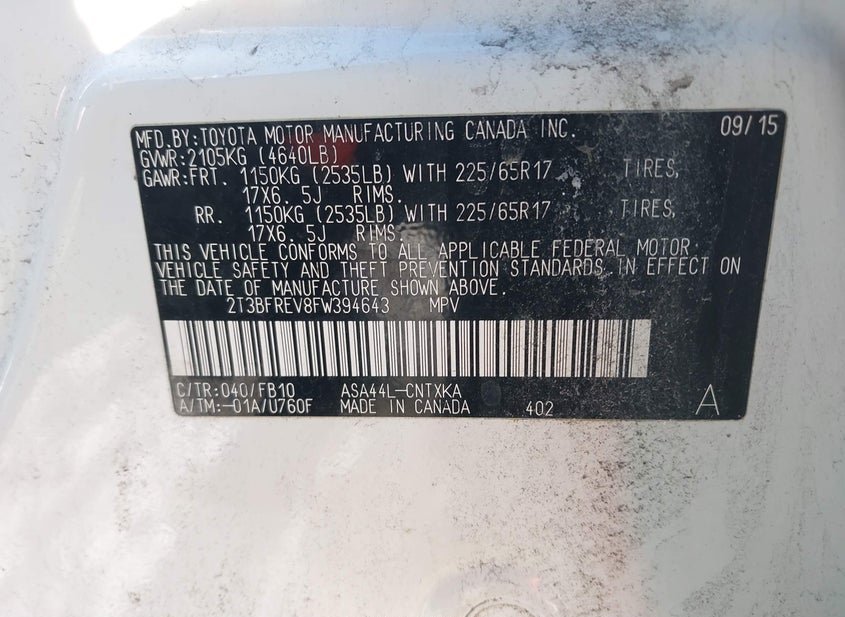 MFD.BY:TOYOTA MOTOR MANUFACTURING CANADA INC. 09/15
GVWR:2105KG (4640LB)
GAWR:FRT. 1150KG (2535LB) WITH 225/65R17 TIRES,
17X6.5J RIMS.
RR. 1150KG (2535LB) WITH 225/65R17 TIRES,
17X6.5J RIMS.
THIS VEHICLE CONFORMS TO ALL APPLICABLE FEDERAL MOTOR
VEHICLE SAFETY AND THEFT PREVENTION STANDARDS IN EFFECT ON
THE DATE OF MANUFACTURE SHOWN ABOVE.
2T3BFREV8FW394643 MPV
C/TR:040/FB10 ASA44L-CNTXKA
A/TM:-01A/U760F MADE IN CANADA 402 A